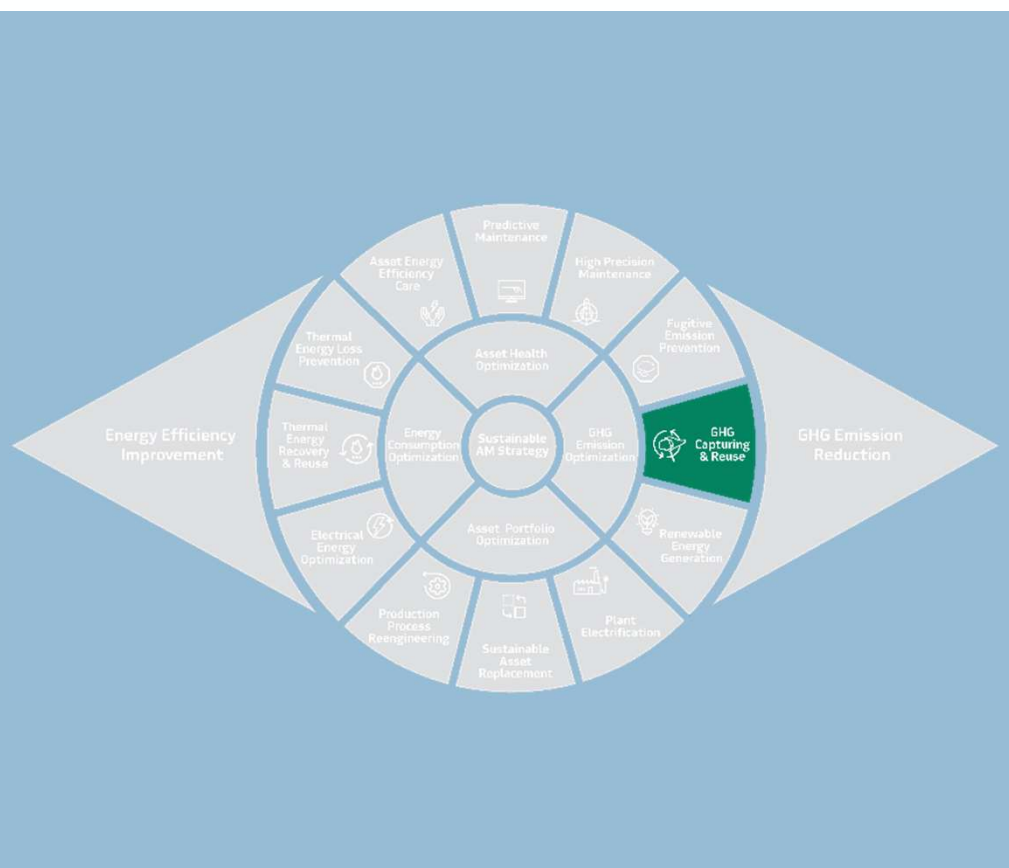 Predictive
Maintenance
Asset Energy
Efficiency
Care
High Precision
Maintenance
Thermal
Energy Loss
Prevention
Fugitive
Emission
Prevention
Asset Health
Optimization
Energy Efficiency
Improvement
Thermal
Energy
Recovery
& Reuse
Energy
Consumption
Optimization
Sustainable
AM Strategy
GHG
Emission
Optimization
GHG
Capturing
& Reuse
GHG Emission
Reduction
Electrical
Energy
Optimization
Asset Portfolio
Optimization
Renewable
Energy
Generation
Production
Process
Reengineering
Sustainable
Asset
Replacement
Plant
Electrification